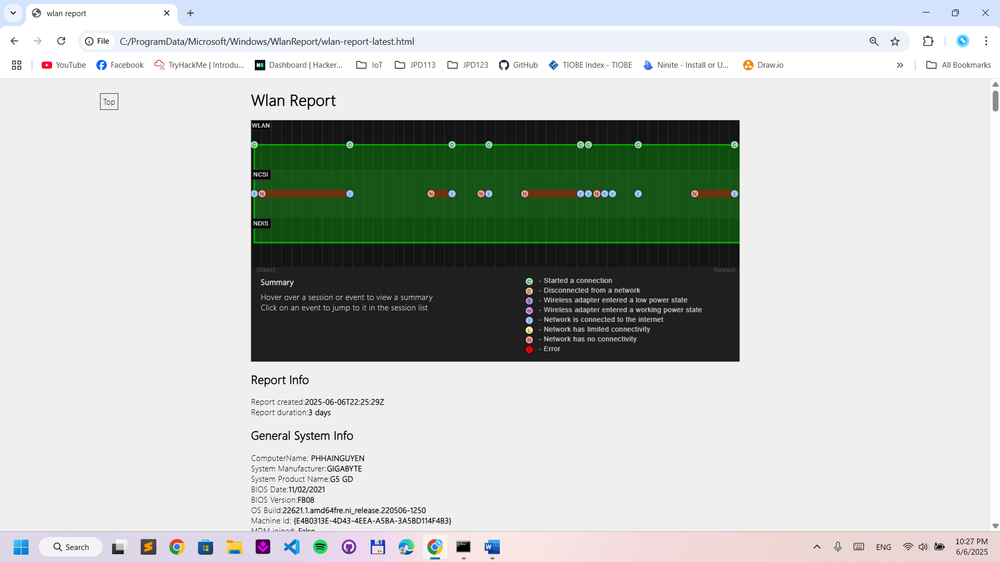 wlan report
File
C:/ProgramData/Microsoft/Windows/WlanReport/wlan-report-latest.html
YouTube
Facebook
TryHackMe | Introdu...
Dashboard | Hacker...
IoT
JPD113
JPD123
GitHub
TIOBE Index - TIOBE
Ninite - Install or U...
Draw.io
All Bookmarks
Top
Wlan Report
WLAN
C C C C C C C C
NCSI
I N I N I N I N I I N I I I N I
NDIS
Oldest
Newest
Summary
Hover over a session or event to view a summary
Click on an event to jump to it in the session list
C - Started a connection
D - Disconnected from a network
S - Wireless adapter entered a low power state
W - Wireless adapter entered a working power state
I - Network is connected to the internet
L - Network has limited connectivity
N - Network has no connectivity
X - Error
Report Info
Report created:2025-06-06T22:25:29Z
Report duration:3 days
General System Info
ComputerName: PHHAINGUYEN
System Manufacturer:GIGABYTE
System Product Name:G5 GD
BIOS Date:11/02/2021
BIOS Version:FB08
OS Build:22621.1.amd64fre.ni_release.220506-1250
Machine Id: {E4B0313E-4D43-4EEA-A5BA-3A5BD114F4B3}
MDM joined: False
Search
ENG
10:27 PM
6/6/2025